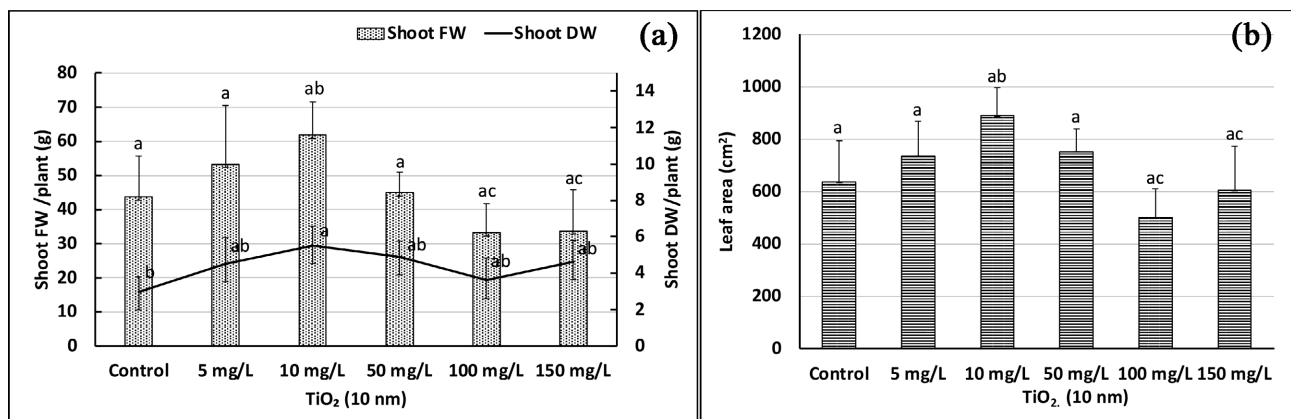 Shoot FW Shoot DW (a)
Shoot FW /plant (g)
80
70
60
50
40
30
20
10
0
a a ab a ac ac
b ab a ab ab ab
14
12
10
8
6
4
2
0
Shoot DW/plant (g)
Control 5 mg/L 10 mg/L 50 mg/L 100 mg/L 150 mg/L
TiO₂ (10 nm)
(b)
Leaf area (cm²)
1200
1000
800
600
400
200
0
a a ab a ac ac
Control 5 mg/L 10 mg/L 50 mg/L 100 mg/L 150 mg/L
TiO₂. (10 nm)